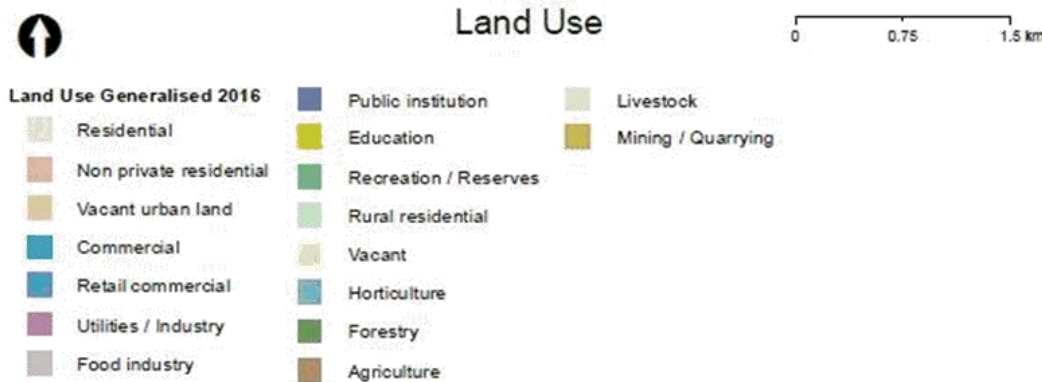 Land Use
0 0.75 1.5 km
Land Use Generalised 2016
Residential
Non private residential
Vacant urban land
Commercial
Retail commercial
Utilities / Industry
Food industry
Public institution
Education
Recreation / Reserves
Rural residential
Vacant
Horticulture
Forestry
Agriculture
Livestock
Mining / Quarrying